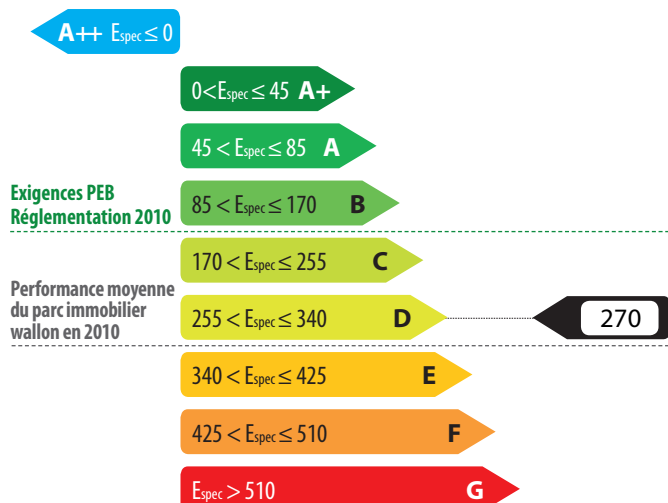 A++ Espec ≤ 0
0<Espec ≤ 45 A+
45 < Espec ≤ 85 A
Exigences PEB
Réglementation 2010
85 < Espec ≤ 170 B
170 < Espec ≤ 255 C
Performance moyenne
du parc immobilier
wallon en 2010
255 < Espec ≤ 340 D
270
340 < Espec ≤ 425 E
425 < Espec ≤ 510 F
Espec > 510 G